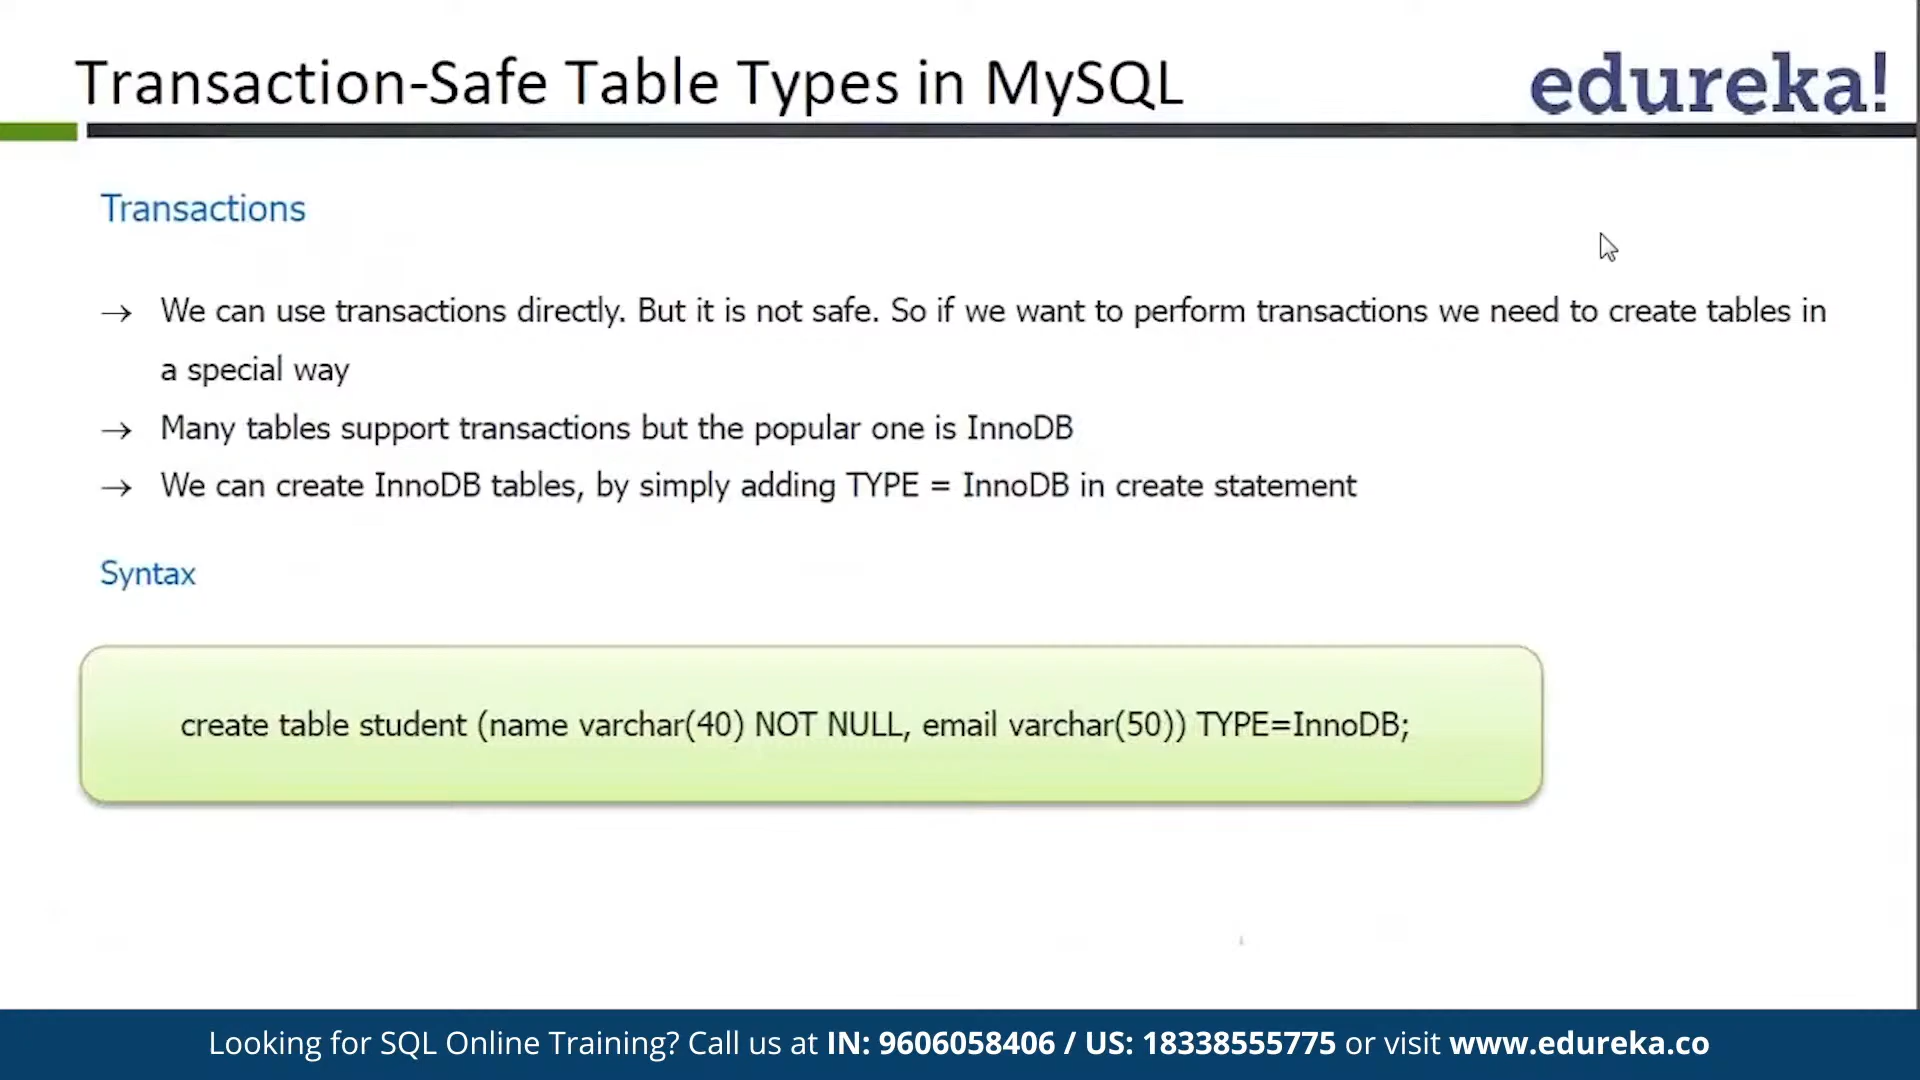 Transaction-Safe Table Types in MySQL
edureka!
Transactions
→ We can use transactions directly. But it is not safe. So if we want to perform transactions we need to create tables in
a special way
→ Many tables support transactions but the popular one is InnoDB
→ We can create InnoDB tables, by simply adding TYPE = InnoDB in create statement
Syntax
create table student (name varchar(40) NOT NULL, email varchar(50)) TYPE=InnoDB;
Looking for SQL Online Training? Call us at IN: 9606058406 / US: 18338555775 or visit www.edureka.co